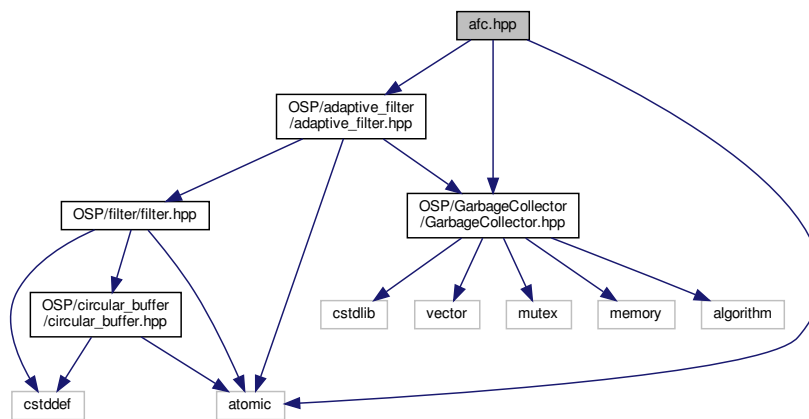 afc.hpp
OSP/adaptive_filter
/adaptive_filter.hpp
OSP/filter/filter.hpp
OSP/GarbageCollector
/GarbageCollector.hpp
OSP/circular_buffer
/circular_buffer.hpp
cstdlib
vector
mutex
memory
algorithm
cstddef
atomic